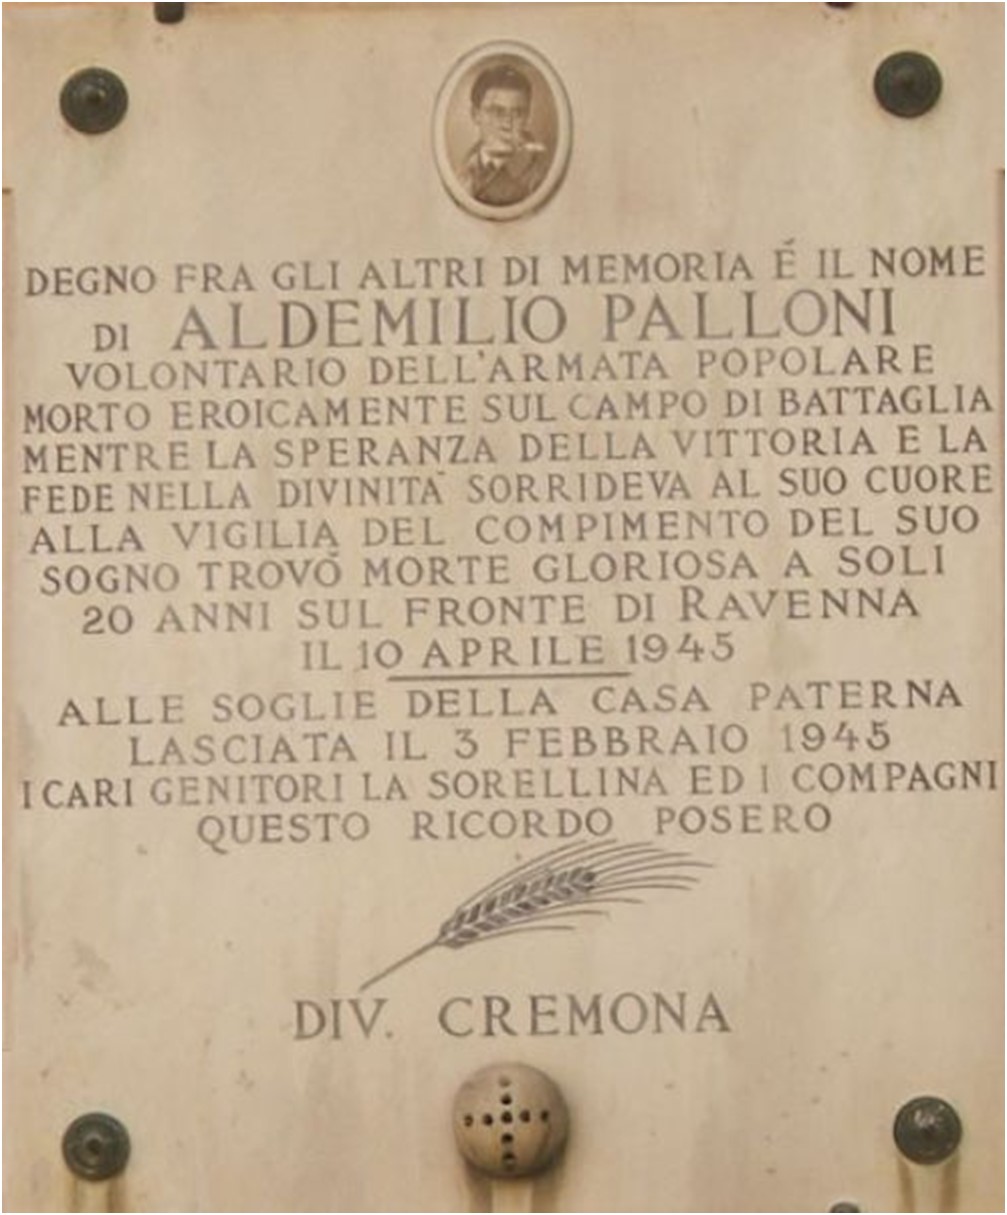 DEGNO FRA GLI ALTRI DI MEMORIA É IL NOME
DI ALDEMILIO PALLONI
VOLONTARIO DELL'ARMATA POPOLARE
MORTO EROICAMENTE SUL CAMPO DI BATTAGLIA
MENTRE LA SPERANZA DELLA VITTORIA E LA
FEDE NELLA DIVINITÀ SORRIDEVA AL SUO CUORE
ALLA VIGILIA DEL COMPIMENTO DEL SUO
SOGNO TROVÒ MORTE GLORIOSA A SOLI
20 ANNI SUL FRONTE DI RAVENNA
IL 10 APRILE 1945
ALLE SOGLIE DELLA CASA PATERNA
LASCIATA IL 3 FEBBRAIO 1945
I CARI GENITORI LA SORELLINA ED I COMPAGNI
QUESTO RICORDO POSERO
DIV. CREMONA